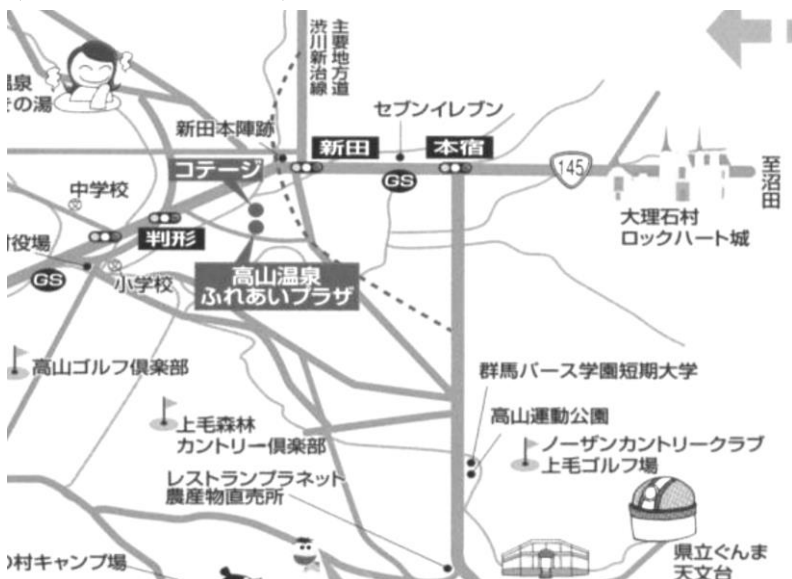 主要地方道
渋川新治線
温泉
の湯
新田本陣跡
セブンイレブン
新田
本宿
コテージ
GS
145
至沼田
中学校
大理石村
ロックハート城
判形
役場
高山温泉
ふれあいプラザ
GS
小学校
高山ゴルフ倶楽部
群馬パース学園短期大学
上毛森林
カントリー倶楽部
高山運動公園
ノーザンカントリークラブ
上毛ゴルフ場
レストランプラネット
農産物直売所
村キャンプ場
県立ぐんま
天文台